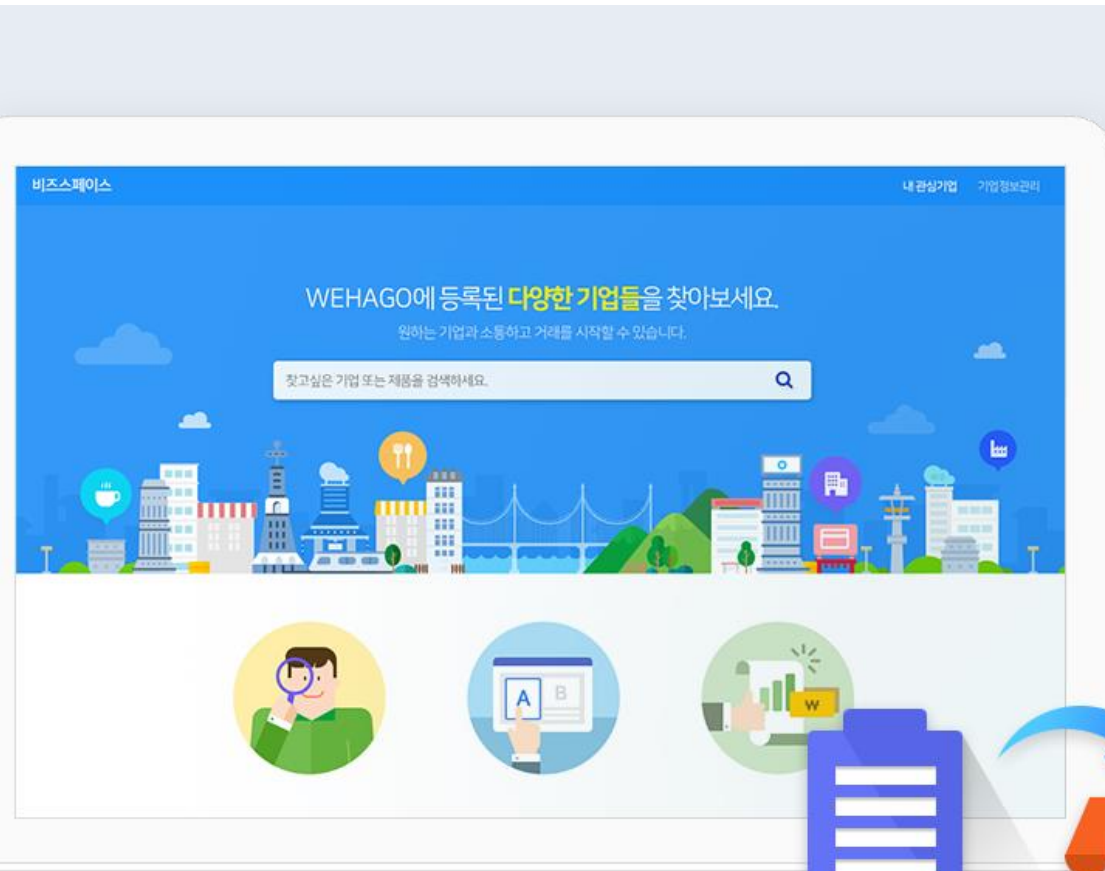 비즈스페이스
내 관심기업 기업정보관리
WEHAGO에 등록된 다양한 기업들을 찾아보세요.
원하는 기업과 소통하고 거래를 시작할 수 있습니다.
찾고싶은 기업 또는 제품을 검색하세요.
A B
W